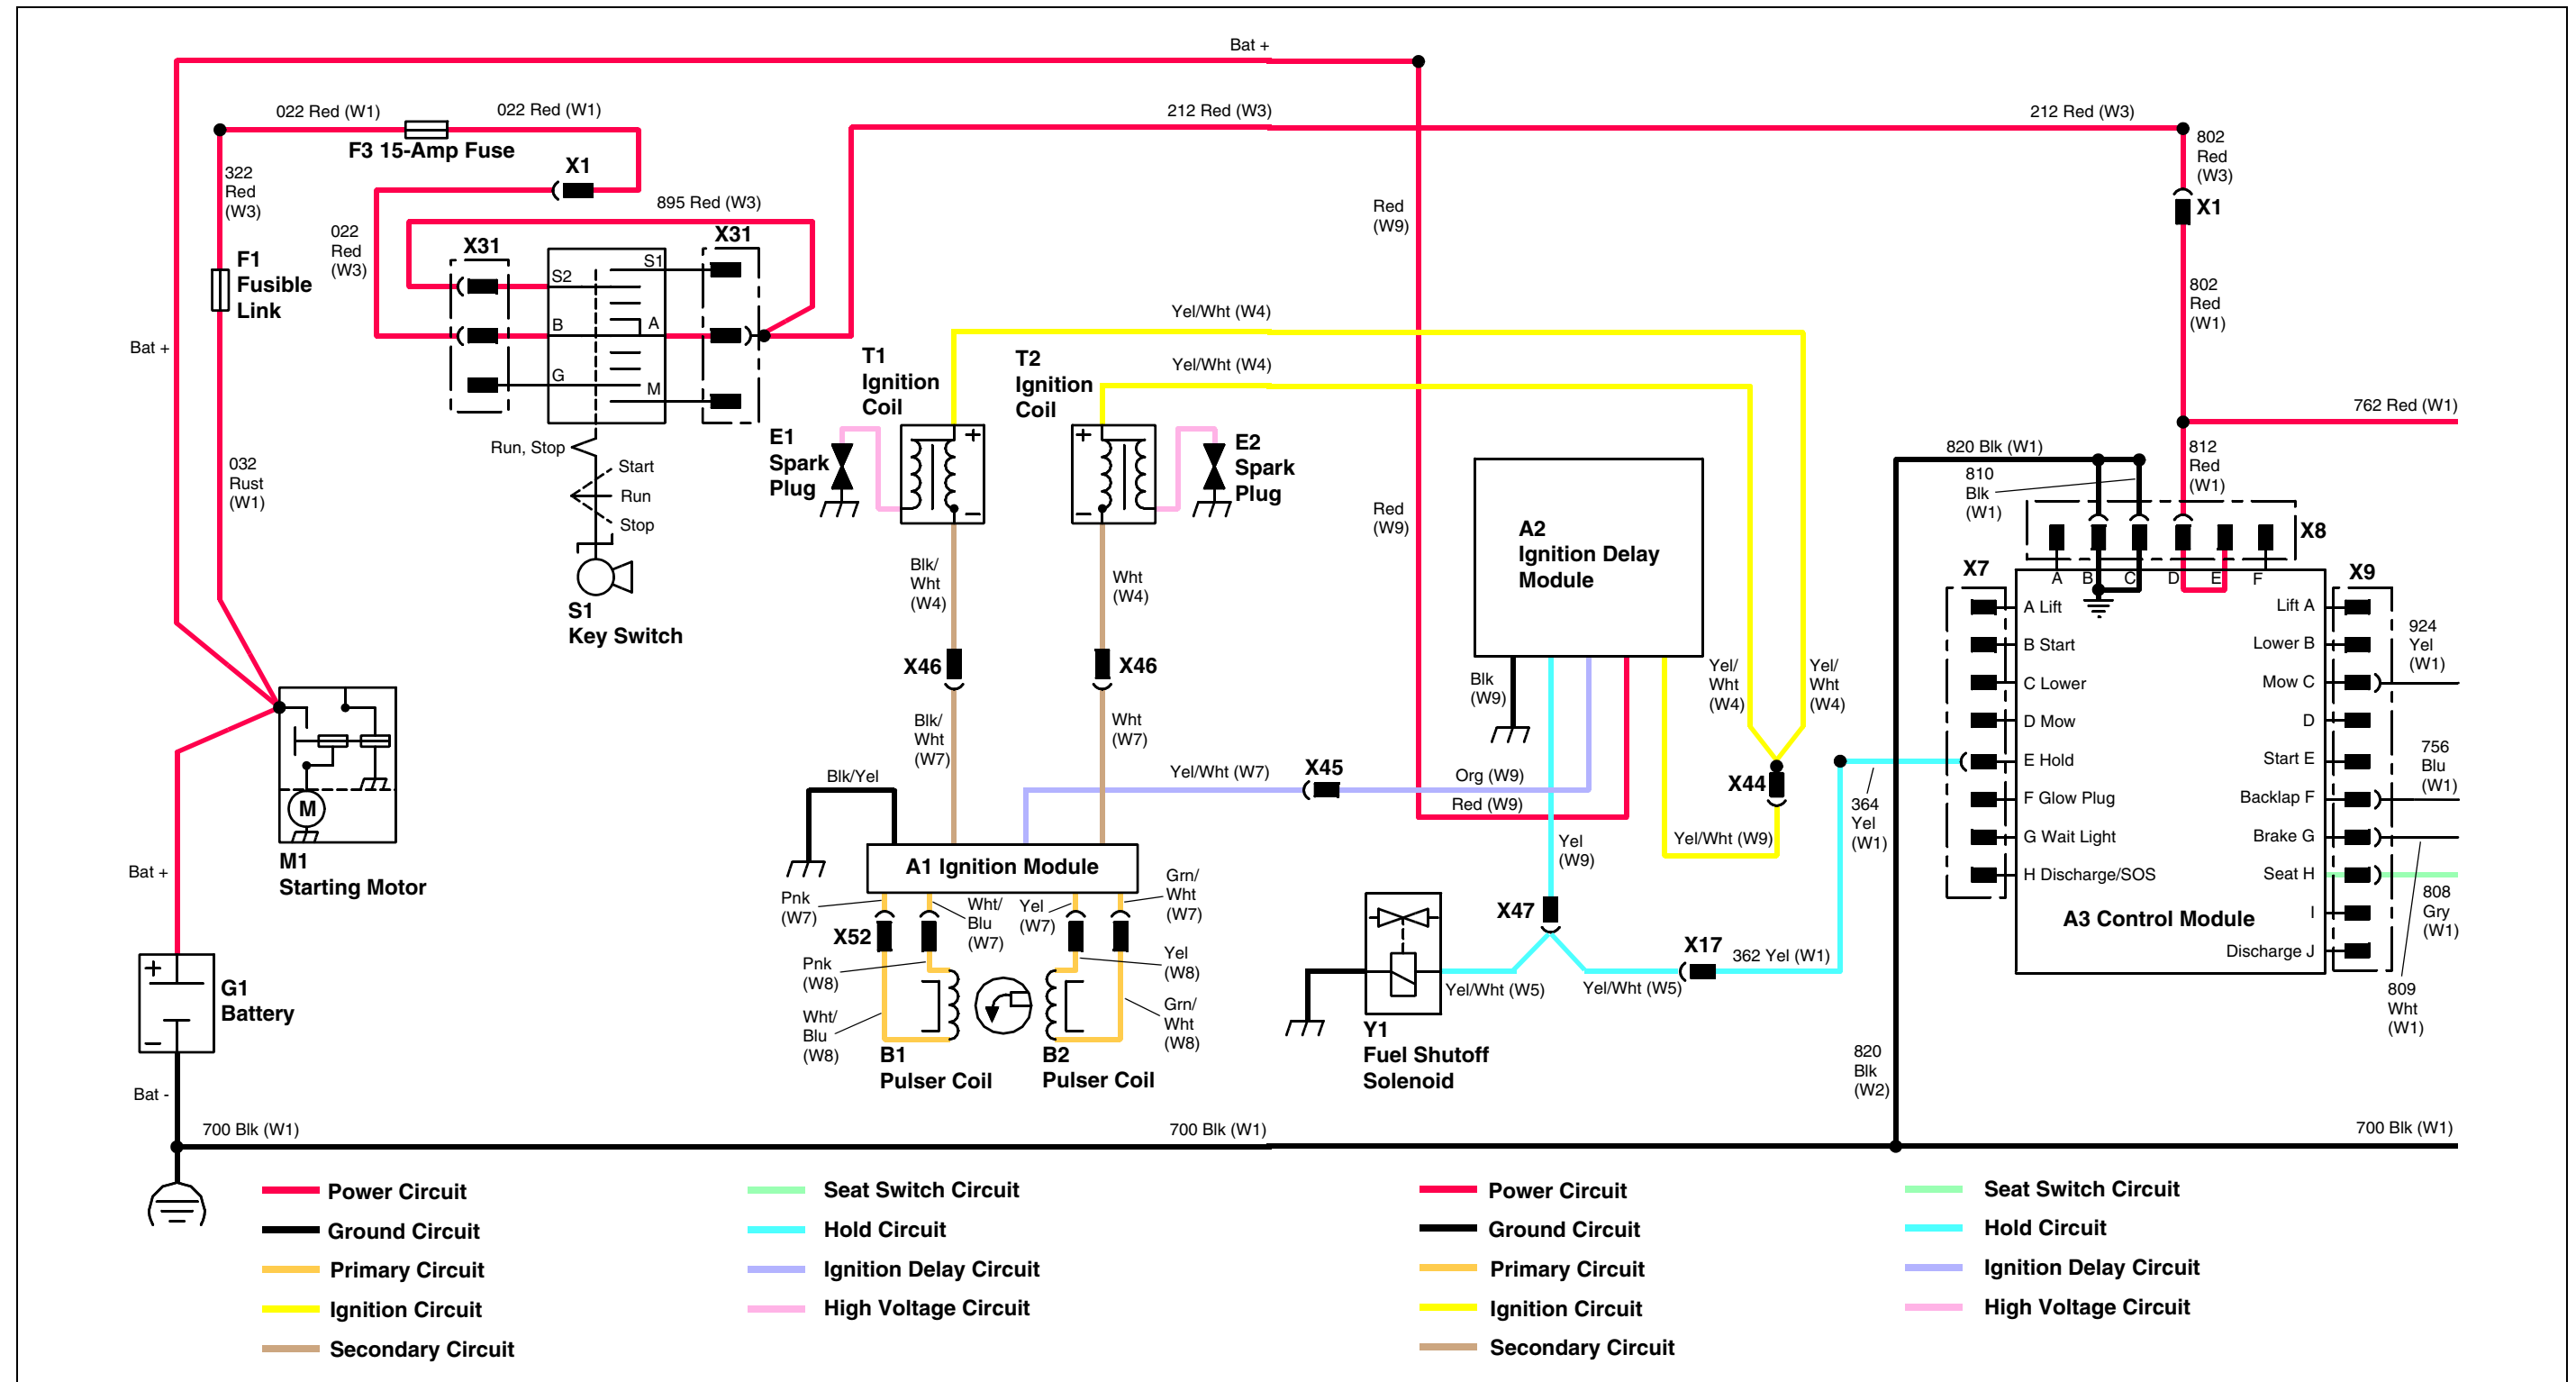 Bat +
022 Red (W1)
022 Red (W1)
212 Red (W3)
212 Red (W3)
F3 15-Amp Fuse
X1
322
Red
(W3)
895 Red (W3)
802
Red
(W3)
X1
Red
(W9)
022
Red
(W3)
X31
X31
F1
Fusible
Link
S2
S1
B
A
G
M
802
Red
(W1)
Bat +
Yel/Wht (W4)
Yel/Wht (W4)
T1
Ignition
Coil
T2
Ignition
Coil
762 Red (W1)
Run, Stop
Start
Run
Stop
S1
Key Switch
032
Rust
(W1)
E1
Spark
Plug
+
−
+
−
E2
Spark
Plug
Red
(W9)
A2
Ignition Delay
Module
820 Blk (W1)
810
Blk
(W1)
812
Red
(W1)
X8
A
B
C
D
E
F
X7
X9
Blk/
Wht
(W4)
Wht
(W4)
X46
X46
Blk/
Wht
(W7)
Wht
(W7)
Blk
(W9)
Yel/
Wht
(W4)
Yel/
Wht
(W4)
A Lift
B Start
C Lower
D Mow
E Hold
F Glow Plug
G Wait Light
H Discharge/SOS
Lift A
Lower B
Mow C
D
Start E
Backlap F
Brake G
Seat H
I
Discharge J
A3 Control Module
924
Yel
(W1)
756
Blu
(W1)
808
Gry
(W1)
809
Wht
(W1)
M
M1
Starting Motor
Blk/Yel
Yel/Wht (W7)
X45
Org (W9)
Red (W9)
X44
Yel/Wht (W9)
364
Yel
(W1)
Yel
(W9)
A1 Ignition Module
Bat +
Pnk
(W7)
Wht/
Blu
(W7)
Yel
(W7)
Grn/
Wht
(W7)
X52
Pnk
(W8)
Yel
(W8)
Wht/
Blu
(W8)
Grn/
Wht
(W8)
B1
Pulser Coil
B2
Pulser Coil
X47
X17
362 Yel (W1)
Yel/Wht (W5)
Yel/Wht (W5)
Y1
Fuel Shutoff
Solenoid
+
−
G1
Battery
Bat -
820
Blk
(W2)
700 Blk (W1)
700 Blk (W1)
700 Blk (W1)
Power Circuit
Ground Circuit
Primary Circuit
Ignition Circuit
Secondary Circuit
Seat Switch Circuit
Hold Circuit
Ignition Delay Circuit
High Voltage Circuit
Power Circuit
Ground Circuit
Primary Circuit
Ignition Circuit
Secondary Circuit
Seat Switch Circuit
Hold Circuit
Ignition Delay Circuit
High Voltage Circuit